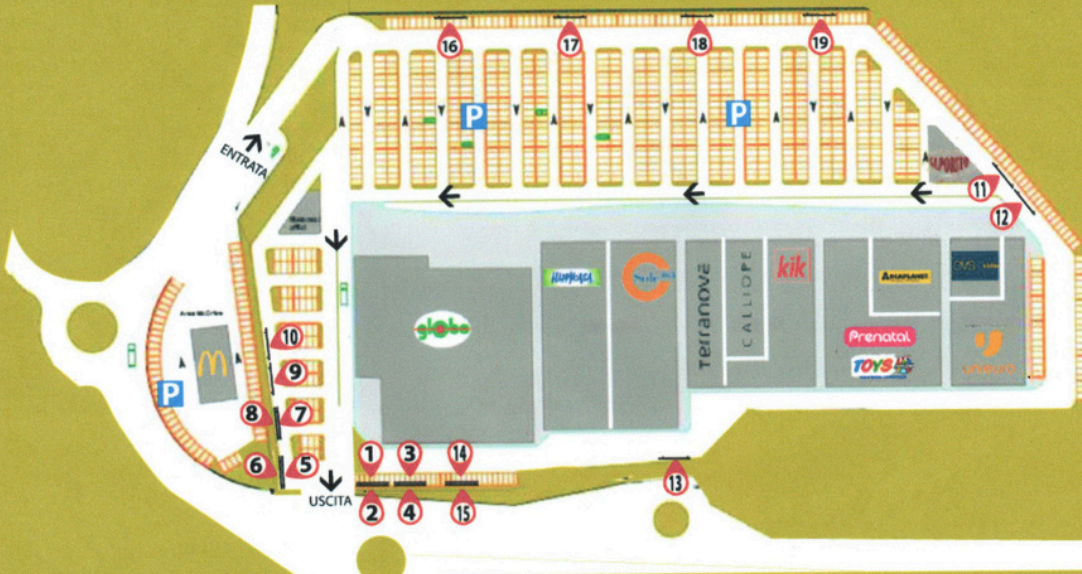 16
17
18
19
P
P
ENTRATA
11
12
globo
terranova
CALLIOPE
kik
ARCAPLANET
Prenatal
TOYS
10
9
8
7
6
5
P
1
3
14
2
4
15
13
USCITA